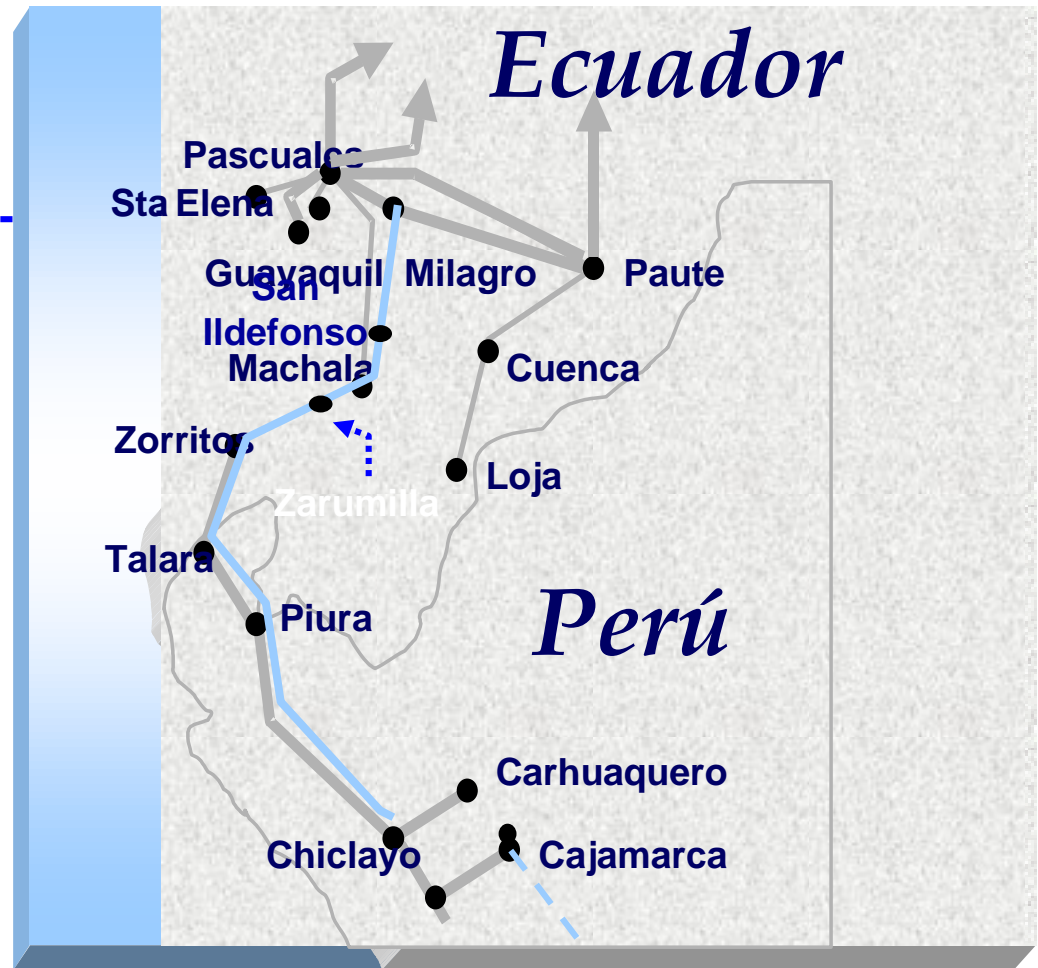 Ecuador
Pascuales
Sta Elena
Guayaquil
Milagro
Paute
San
Ildefonso
Machala
Cuenca
Zorritos
Loja
Zarumilla
Talara
Piura
Perú
Carhuaquero
Chiclayo
Cajamarca